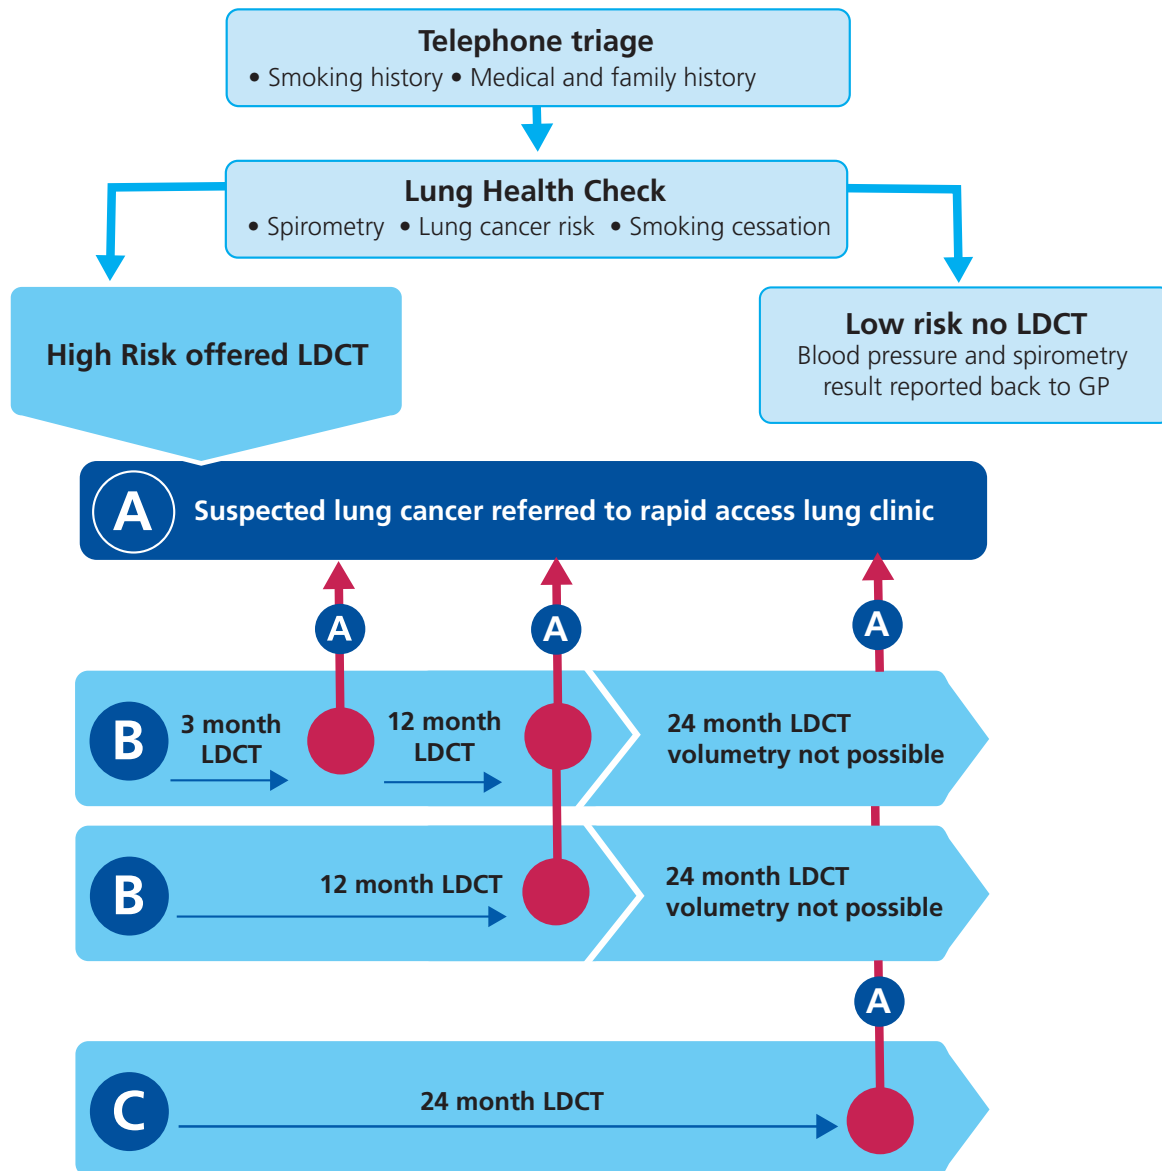 Telephone triage
• Smoking history • Medical and family history
Lung Health Check
• Spirometry • Lung cancer risk • Smoking cessation
High Risk offered LDCT
Low risk no LDCT
Blood pressure and spirometry
result reported back to GP
A
Suspected lung cancer referred to rapid access lung clinic
A
A
A
B
3 month
LDCT
12 month
LDCT
24 month LDCT
volumetry not possible
B
12 month LDCT
24 month LDCT
volumetry not possible
A
C
24 month LDCT